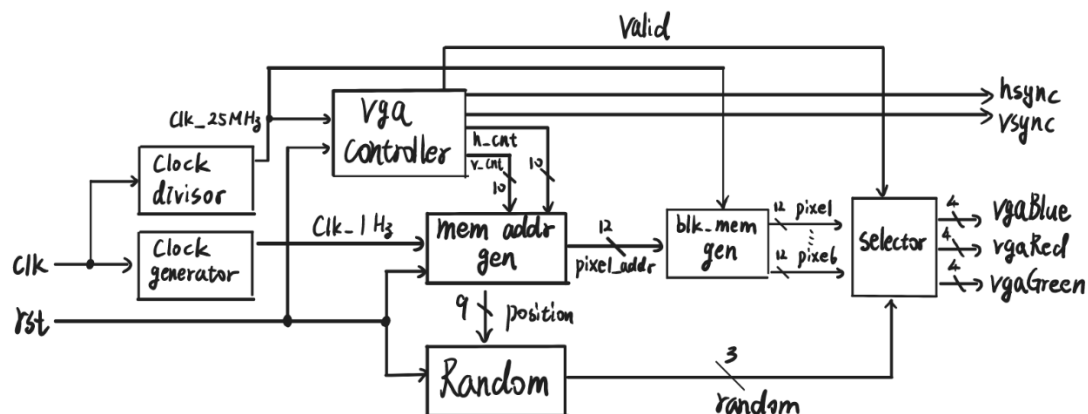 Valid
hsync
vsync
Clk_25MHz
Vga
Controller
h_cnt
v_cnt
10
10
Clock
divisor
Clk_1Hz
mem addr
gen
12
pixel_addr
blk_mem
gen
12 pixel1
12 pixel6
selector
4
vgaBlue
4
vgaRed
4
vgaGreen
Clk
Clock
generator
rst
9
position
Random
3
random